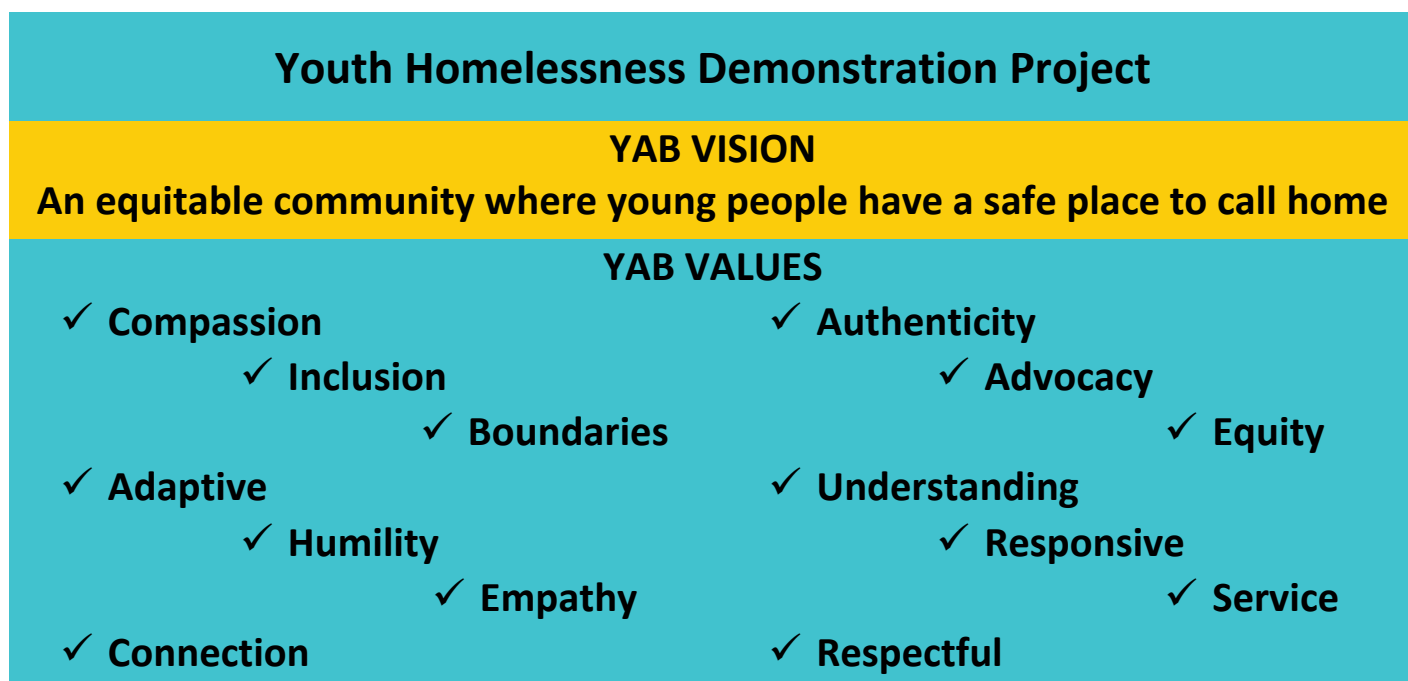 Youth Homelessness Demonstration Project
YAB VISION
An equitable community where young people have a safe place to call home
YAB VALUES
✓ Compassion ✓ Authenticity
✓ Inclusion ✓ Advocacy
✓ Boundaries ✓ Equity
✓ Adaptive ✓ Understanding
✓ Humility ✓ Responsive
✓ Empathy ✓ Service
✓ Connection ✓ Respectful